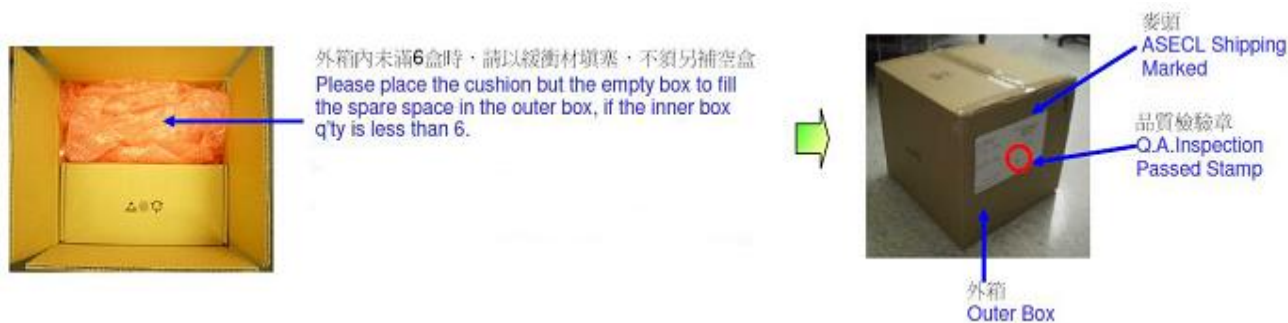 外箱內未滿6盒時，請以緩衝材填塞，不須另補空盒
Please place the cushion but the empty box to fill
the spare space in the outer box, if the inner box
q'ty is less than 6.
麥頭
ASECL Shipping
Marked
品質檢驗章
Q.A.Inspection
Passed Stamp
外箱
Outer Box